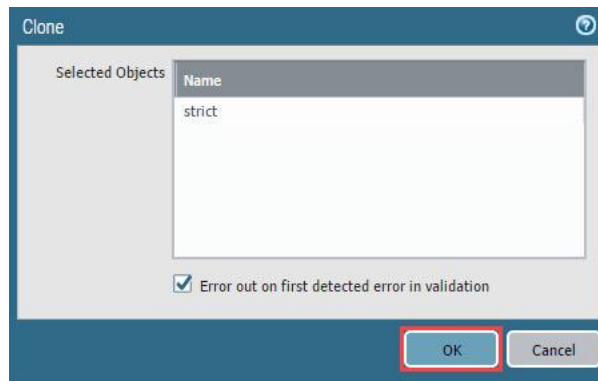 Clone
Selected Objects
Name
strict
Error out on first detected error in validation
OK
Cancel